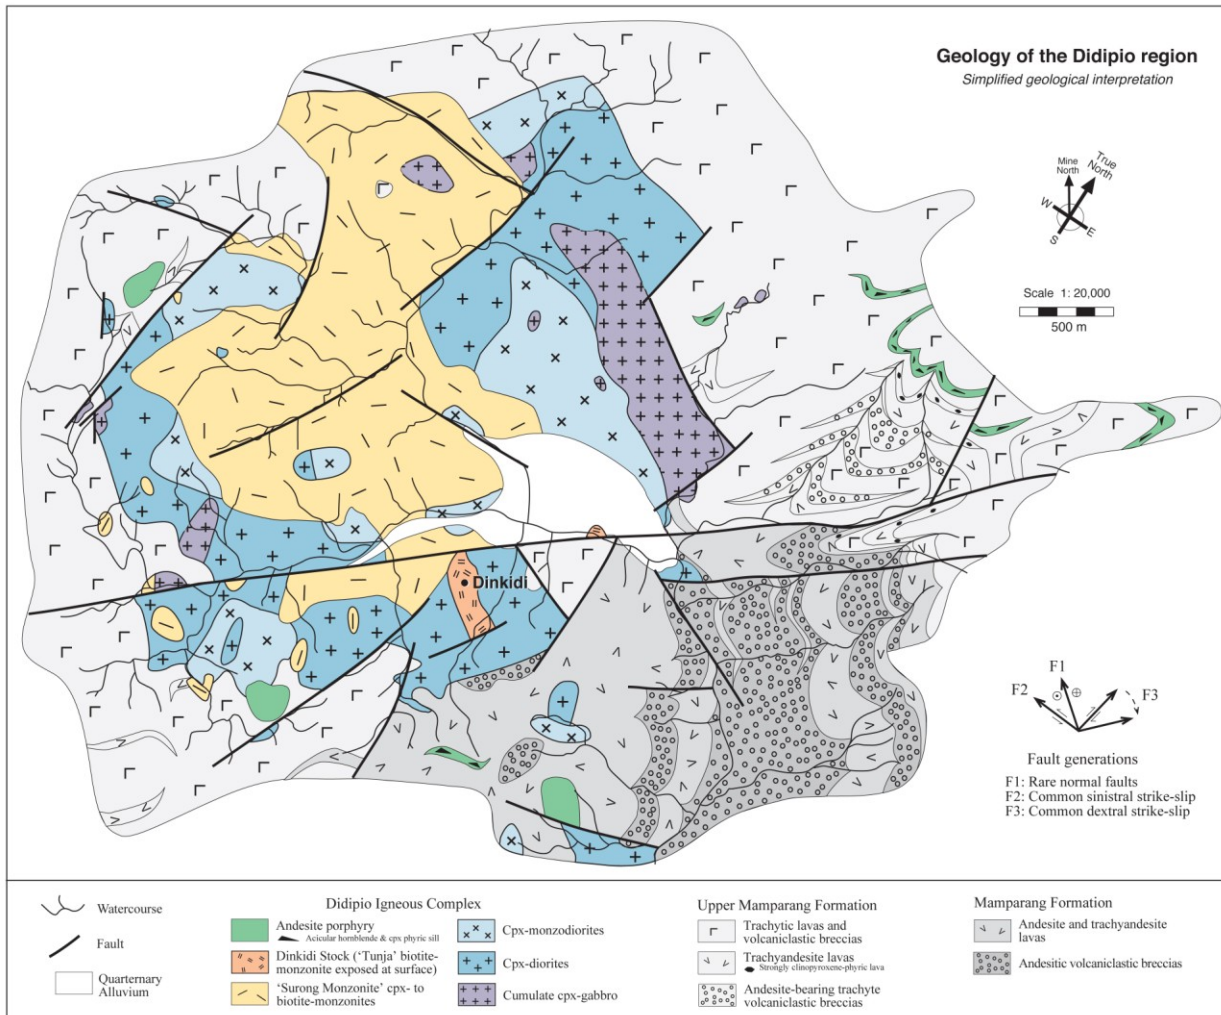 Geology of the Didipio region
Simplified geological interpretation
Mine
North
True
North
W
E
S
Scale 1: 20,000
500 m
Dinkidi
F1
F2
F3
Fault generations
F1: Rare normal faults
F2: Common sinistral strike-slip
F3: Common dextral strike-slip
Watercourse
Fault
Quarternary
Alluvium
Didipio Igneous Complex
Andesite porphyry
Acicular hornblende & cpx phyric sill
Dinkidi Stock (‘Tunja’ biotite-
monzonite exposed at surface)
‘Surong Monzonite’ cpx- to
biotite-monzonites
Cpx-monzodiorites
Cpx-diorites
Cumulate cpx-gabbro
Upper Mamparang Formation
Trachytic lavas and
volcaniclastic breccias
Trachyandesite lavas
Strongly clinopyroxene-phyric lava
Andesite-bearing trachyte
volcaniclastic breccias
Mamparang Formation
Andesite and trachyandesite
lavas
Andesitic volcaniclastic breccias